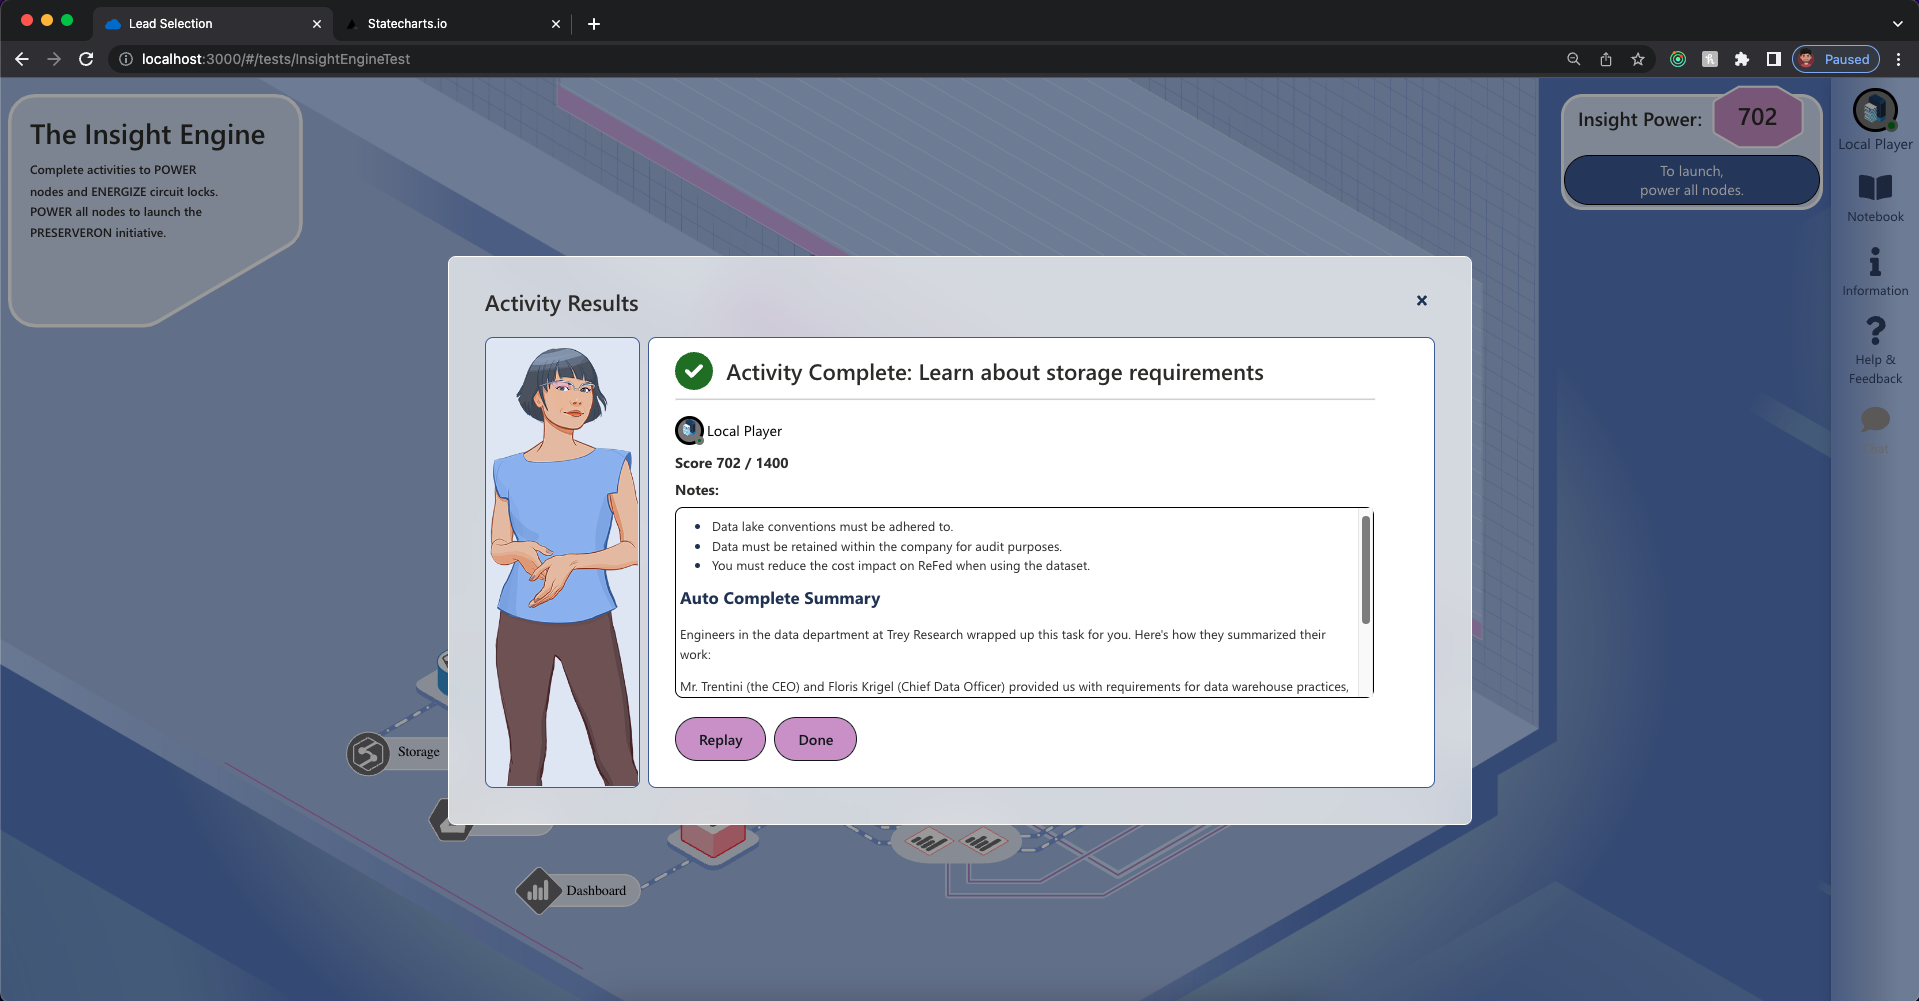 Lead Selection
Statecharts.io
localhost:3000/#/tests/InsightEngineTest
Paused
The Insight Engine
Complete activities to POWER
nodes and ENERGIZE circuit locks.
POWER all nodes to launch the
PRESERVERON initiative.
Insight Power:
702
To launch,
power all nodes.
Local Player
Notebook
Information
Help &
Feedback
Activity Results
Activity Complete: Learn about storage requirements
Local Player
Score 702 / 1400
Notes:
Data lake conventions must be adhered to.
Data must be retained within the company for audit purposes.
You must reduce the cost impact on ReFed when using the dataset.
Auto Complete Summary
Engineers in the data department at Trey Research wrapped up this task for you. Here's how they summarized their
work:
Mr. Trentini (the CEO) and Floris Krigel (Chief Data Officer) provided us with requirements for data warehouse practices,
Replay
Done
Storage
Dashboard